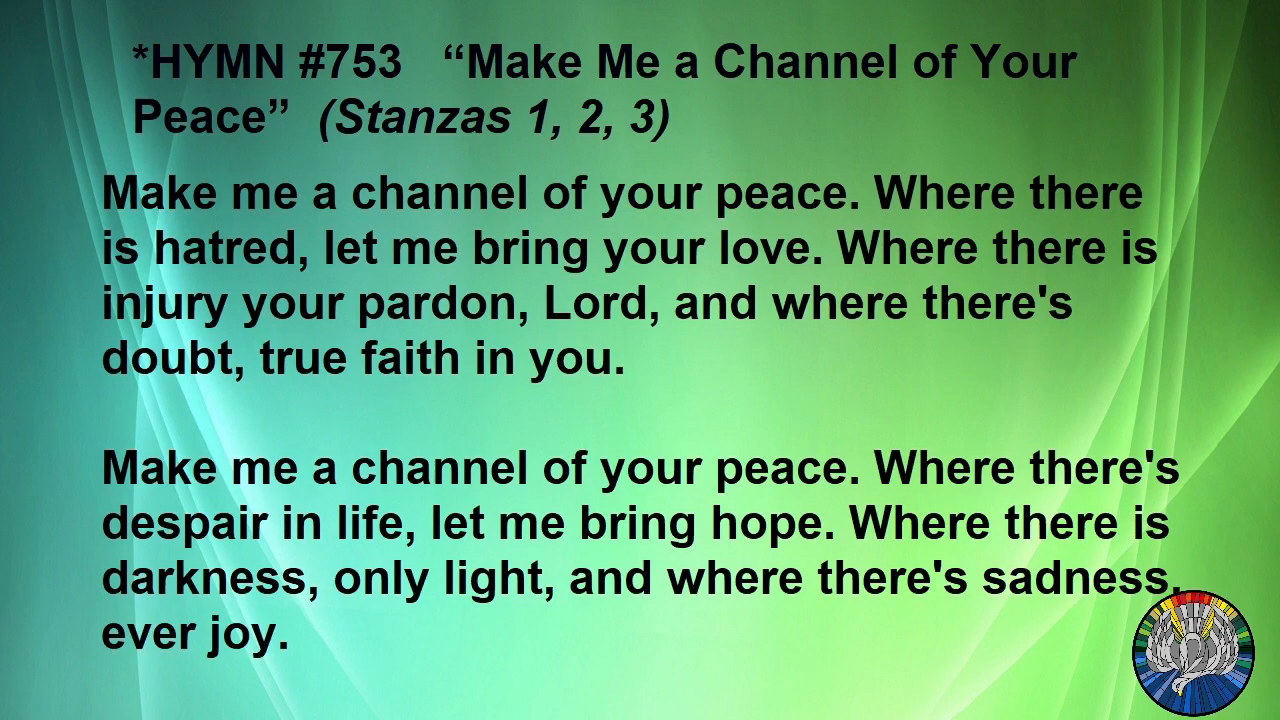 *HYMN #753   “Make Me a Channel of Your
Peace”  (Stanzas 1, 2, 3)
Make me a channel of your peace. Where there
is hatred, let me bring your love. Where there is
injury your pardon, Lord, and where there's
doubt, true faith in you.
Make me a channel of your peace. Where there's
despair in life, let me bring hope. Where there is
darkness, only light, and where there's sadness,
ever joy.